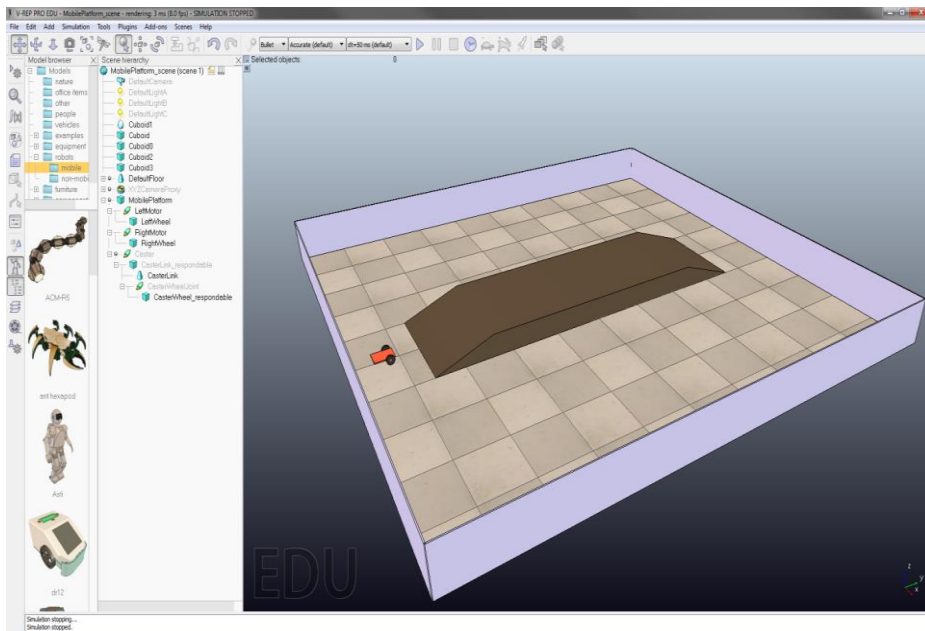 V-REP PRO EDU - MobilePlatform_scene - rendering: 3 ms (8.0 fps) - SIMULATION STOPPED
File Edit Add Simulation Tools Plugins Add-ons Scenes Help
Bullet Accurate (default) dt=50 ms (default)
Model browser X
Models
nature
office items
other
people
vehicles
examples
equipment
robots
mobile
non-mobi
furniture
ACM-R5
ant hexapod
Asti
dr12
Scene hierarchy X
MobilePlatform_scene (scene 1)
DefaultCamera
DefaultLightA
DefaultLightB
DefaultLightC
Cuboid1
Cuboid
Cuboid0
Cuboid2
Cuboid3
DefaultFloor
XYZCameraProxy
MobilePlatform
LeftMotor
LeftWheel
RightMotor
RightWheel
Caster
CasterLink_respondable
CasterLink
CasterWheelJoint
CasterWheel_respondable
Selected objects: 0
EDU
z
y
x
Simulation stopping...
Simulation stopped.